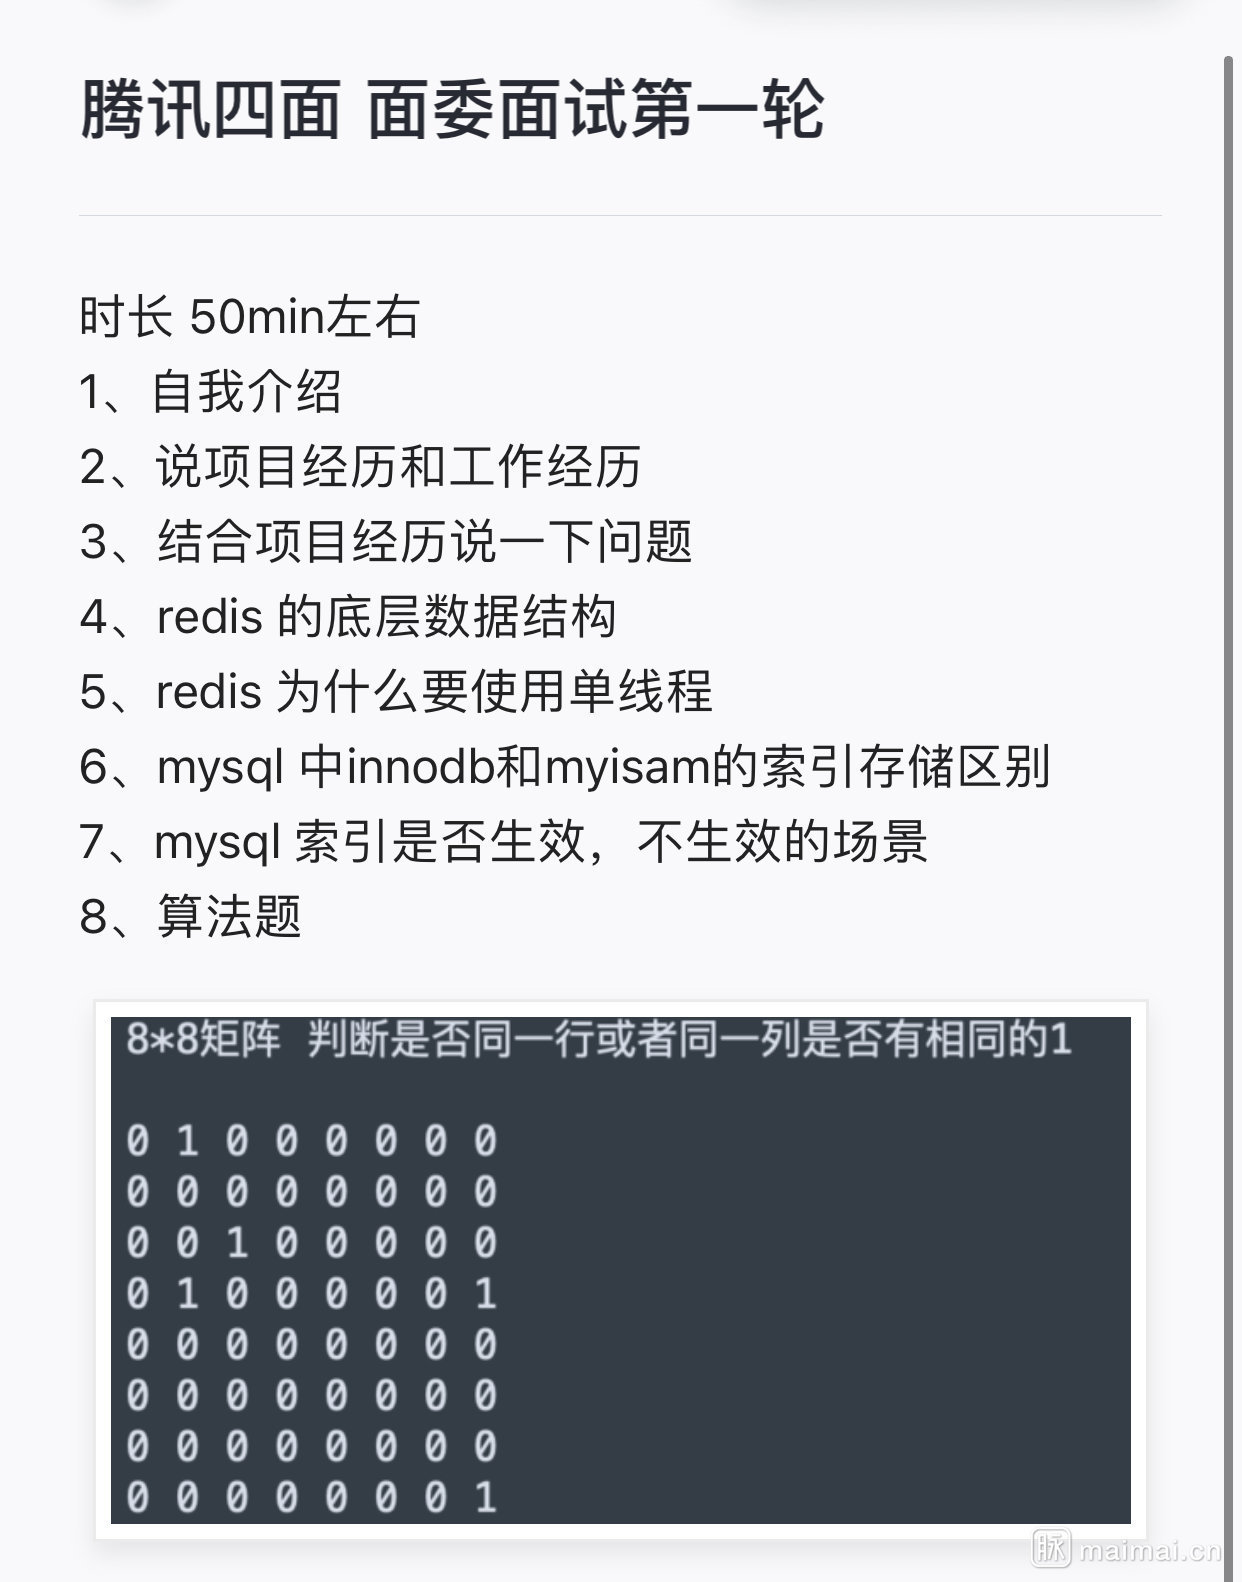 腾讯四面 面委面试第一轮
时长 50min左右
1、自我介绍
2、说项目经历和工作经历
3、结合项目经历说一下问题
4、redis 的底层数据结构
5、redis 为什么要使用单线程
6、mysql 中innodb和myisam的索引存储区别
7、mysql 索引是否生效，不生效的场景
8、算法题
8*8矩阵 判断是否同一行或者同一列是否有相同的1
0 1 0 0 0 0 0 0
0 0 0 0 0 0 0 0
0 0 1 0 0 0 0 0
0 1 0 0 0 0 0 1
0 0 0 0 0 0 0 0
0 0 0 0 0 0 0 0
0 0 0 0 0 0 0 0
0 0 0 0 0 0 0 1
脉 maimai.cn